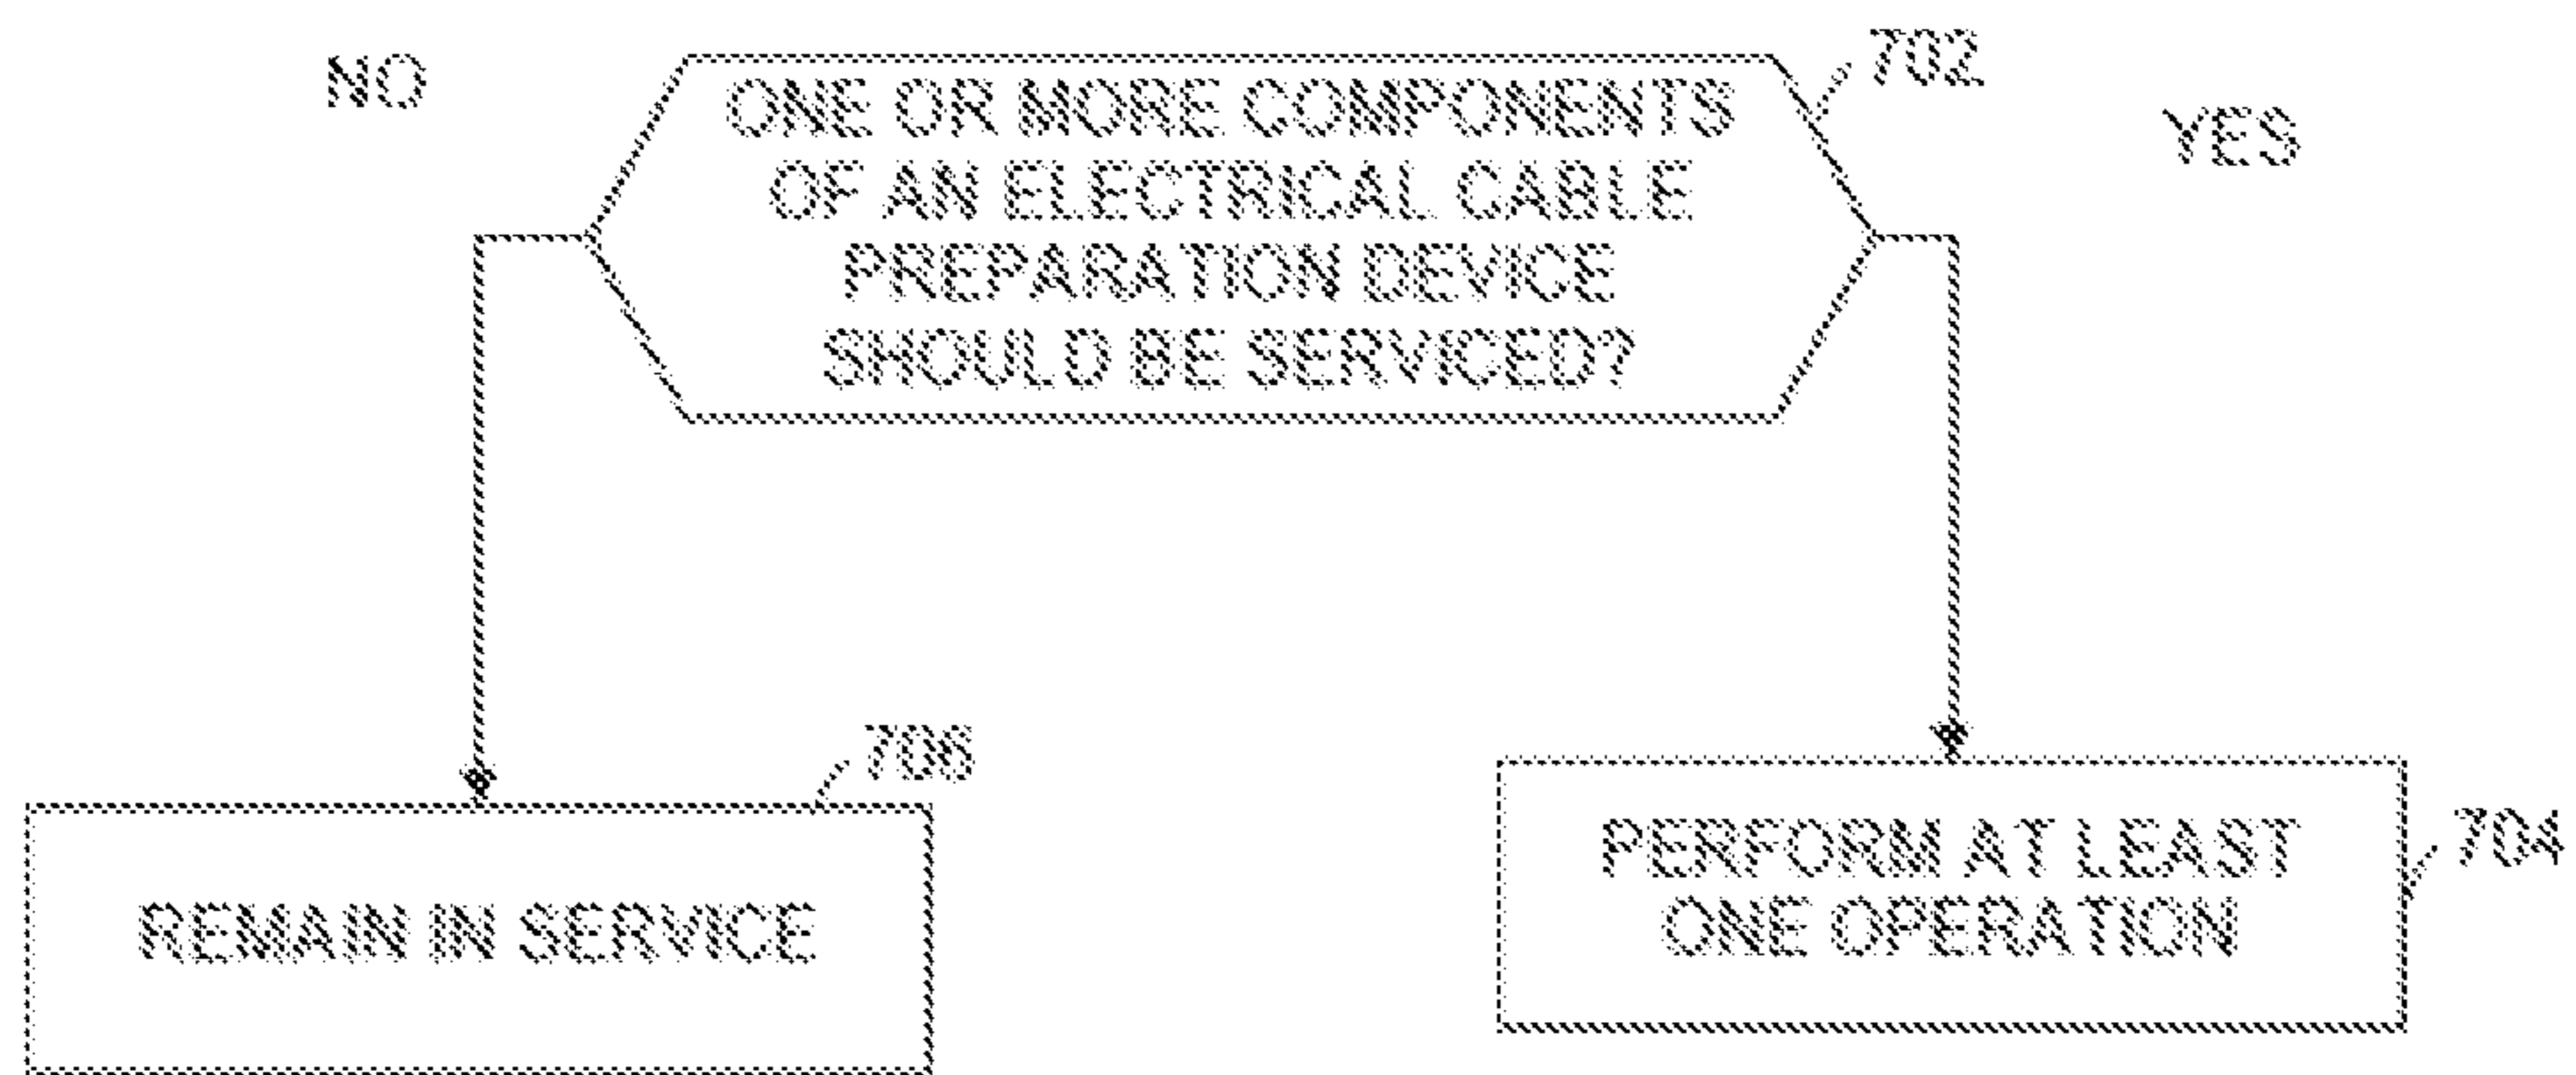 NO
702
YES
ONE OR MORE COMPONENTS
OF AN ELECTRICAL CABLE
PREPARATION DEVICE
SHOULD BE SERVICED?
706
REMAIN IN SERVICE
PERFORM AT LEAST
ONE OPERATION
704